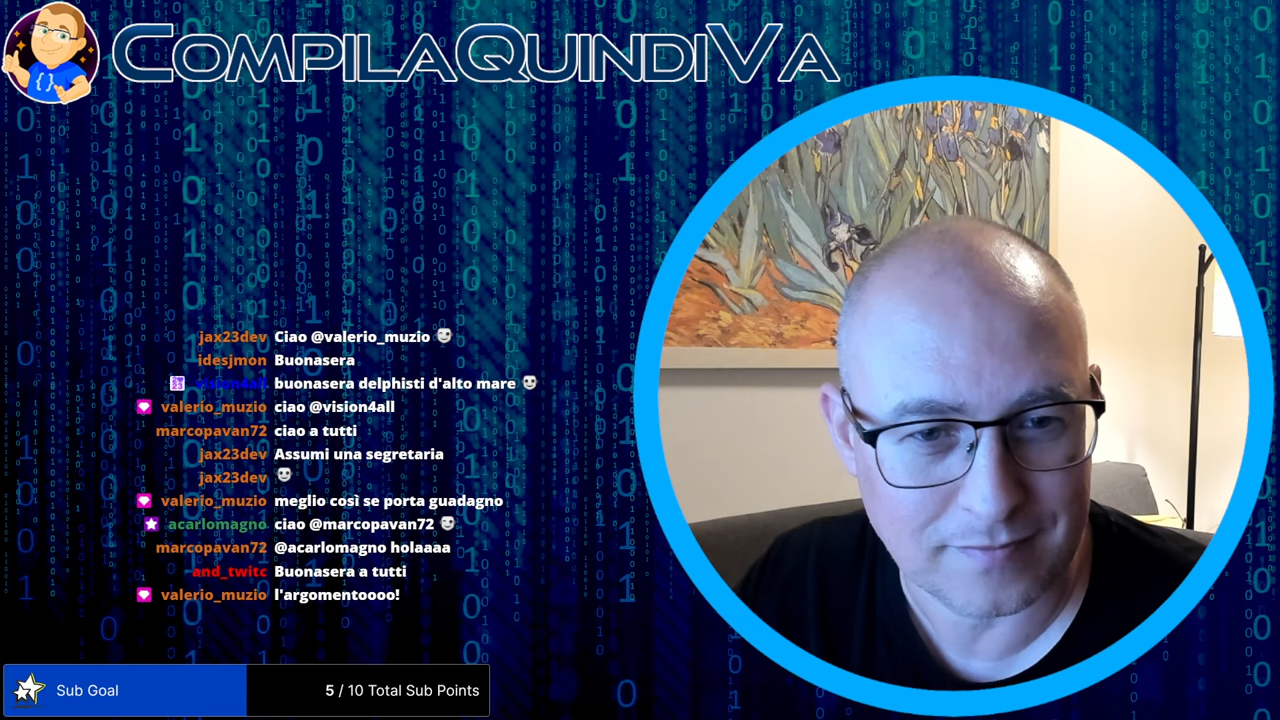 CompilaQuindiVa
jax23dev Ciao @valerio_muzio
idesjmon Buonasera
vision4all buonasera delphisti d'alto mare
valerio_muzio ciao @vision4all
marcopavan72 ciao a tutti
jax23dev Assumi una segretaria
jax23dev
valerio_muzio meglio così se porta guadagno
acarlomagno ciao @marcopavan72
marcopavan72 @acarlomagno holaaaa
and_twitc Buonasera a tutti
valerio_muzio l'argomentoooo!
Sub Goal 5 / 10 Total Sub Points